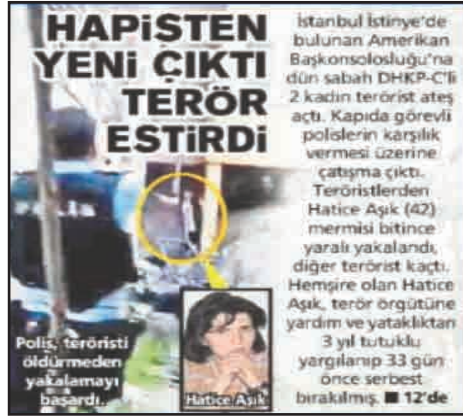 HAPİSTEN
YENİ ÇIKTI
TERÖR
ESTİRDİ
İstanbul İstinye'de
bulunan Amerikan
Başkonsolosluğu'na
dün sabah DHKP-C'li
2 kadın terörist ateş
açtı. Kapıda görevli
polislerin karşılık
vermesi üzerine
çatışma çıktı.
Teröristlerden
Hatice Aşık (42)
mermisi bitince
yaralı yakalandı,
diğer terörist kaçtı.
Hemşire olan Hatice
Aşık, terör örgütüne
yardım ve yataklıktan
3 yıl tutuklu
yargılanıp 33 gün
önce serbest
bırakılmış. ■ 12'de
POLİS
Polis, teröristi
öldürmeden
yakalamayı
başardı...
Hatice Aşık